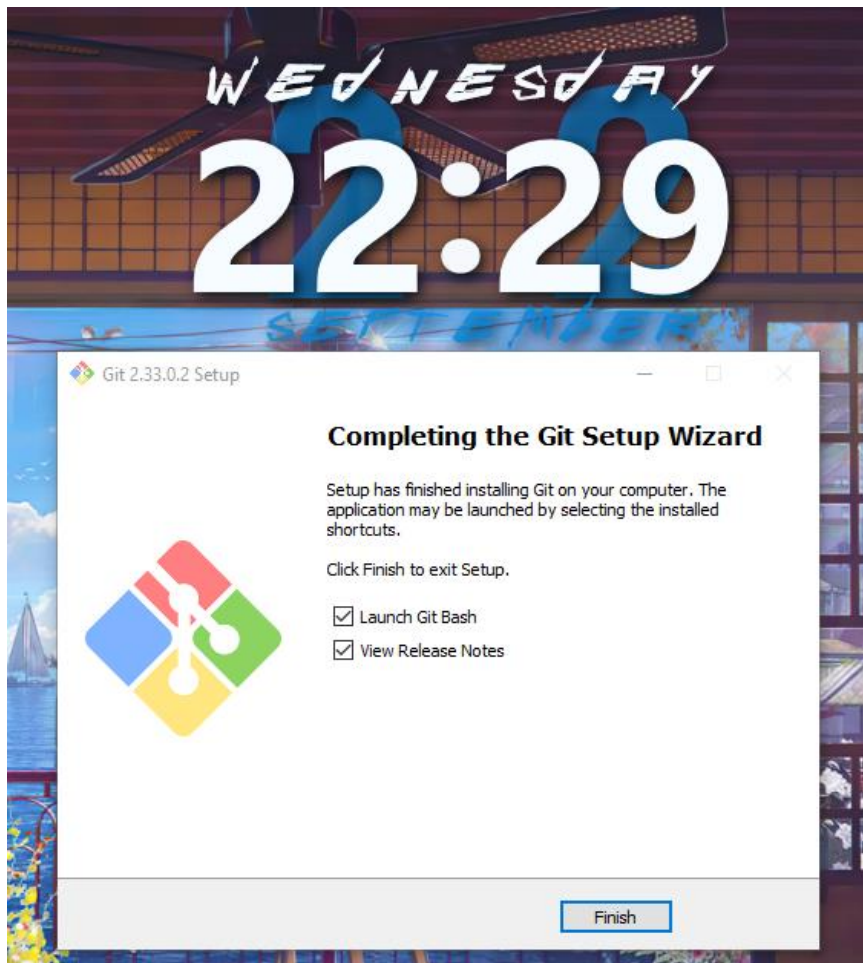 WEdNESdAY
22
22:29
SEPTEMBER
Git 2.33.0.2 Setup
Completing the Git Setup Wizard
Setup has finished installing Git on your computer. The
application may be launched by selecting the installed
shortcuts.
Click Finish to exit Setup.
Launch Git Bash
View Release Notes
Finish